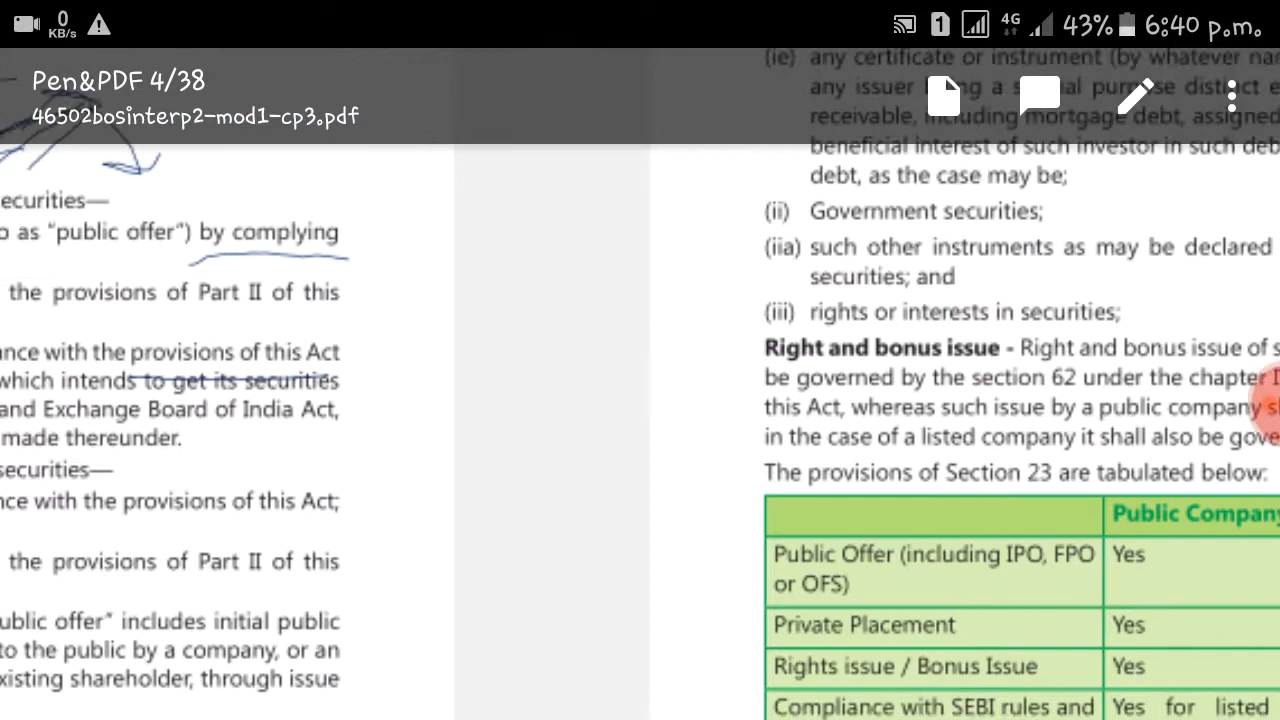 0
KB/s
1
4G
43%
6:40 p.m.
Pen&PDF 4/38
46502bosinterp2-mod1-cp3.pdf
ecurities—
o as "public offer") by complying
the provisions of Part II of this
ance with the provisions of this Act
which intends to get its securities
and Exchange Board of India Act,
made thereunder.
securities—
nce with the provisions of this Act;
the provisions of Part II of this
ublic offer" includes initial public
to the public by a company, or an
xisting shareholder, through issue
(ie) any certificate or instrument (by whatever na
any issuer being a special purpose distinct e
receivable, including mortgage debt, assigned
beneficial interest of such investor in such deb
debt, as the case may be;
(ii) Government securities;
(iia) such other instruments as may be declared
securities; and
(iii) rights or interests in securities;
Right and bonus issue - Right and bonus issue of s
be governed by the section 62 under the chapter I
this Act, whereas such issue by a public company s
in the case of a listed company it shall also be gove
The provisions of Section 23 are tabulated below:
Public Company
Public Offer (including IPO, FPO Yes
or OFS)
Private Placement Yes
Rights issue / Bonus Issue Yes
Compliance with SEBI rules and Yes for listed